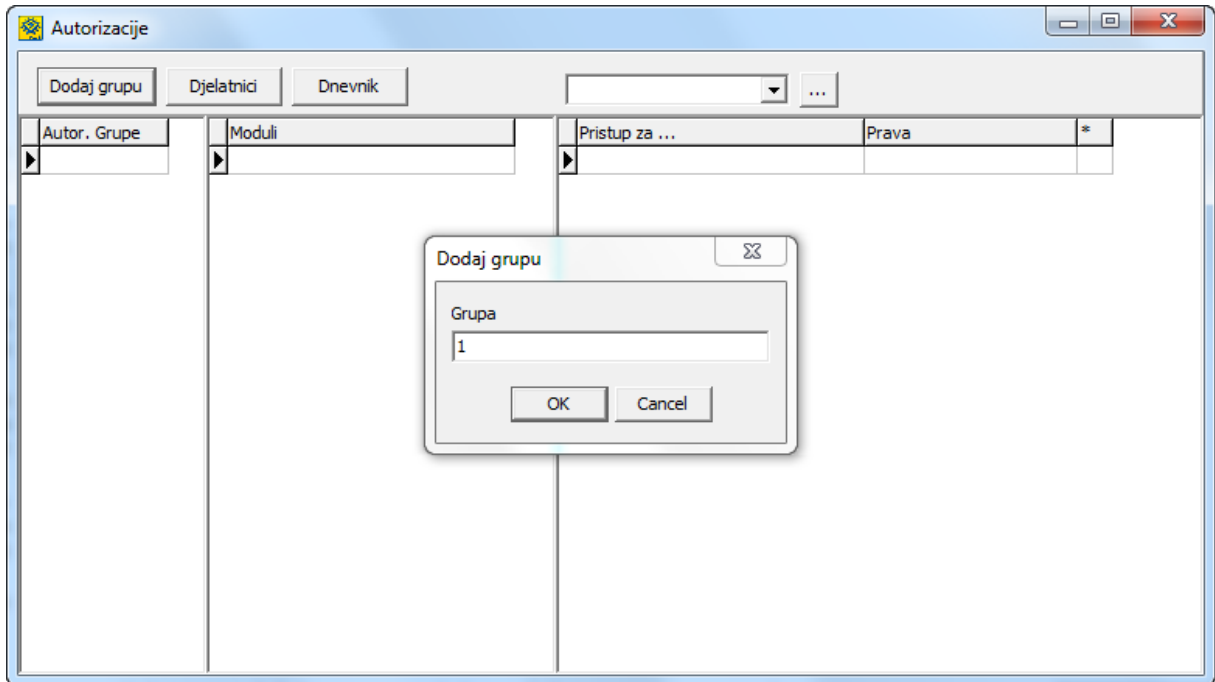 Autorizacije
Dodaj grupu Djelatnici Dnevnik ...
Autor. Grupe Moduli Pristup za ... Prava *
Dodaj grupu
Grupa
1
OK Cancel